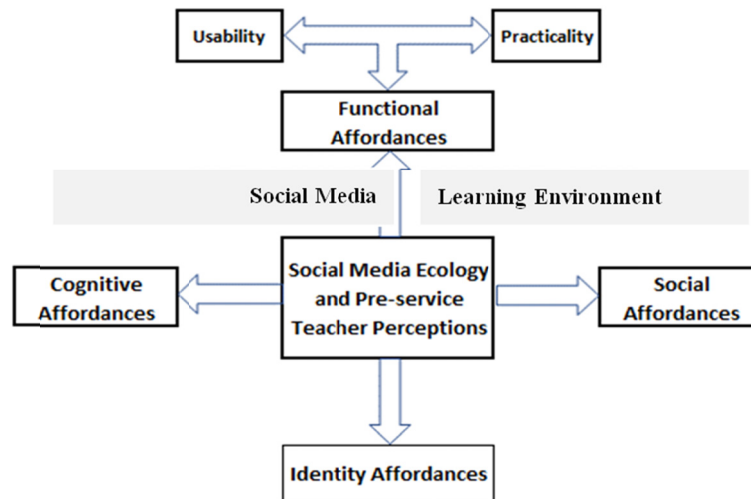 Usability
Practicality
Functional
Affordances
Social Media
Learning Environment
Cognitive
Affordances
Social Media Ecology
and Pre-service
Teacher Perceptions
Social
Affordances
Identity Affordances